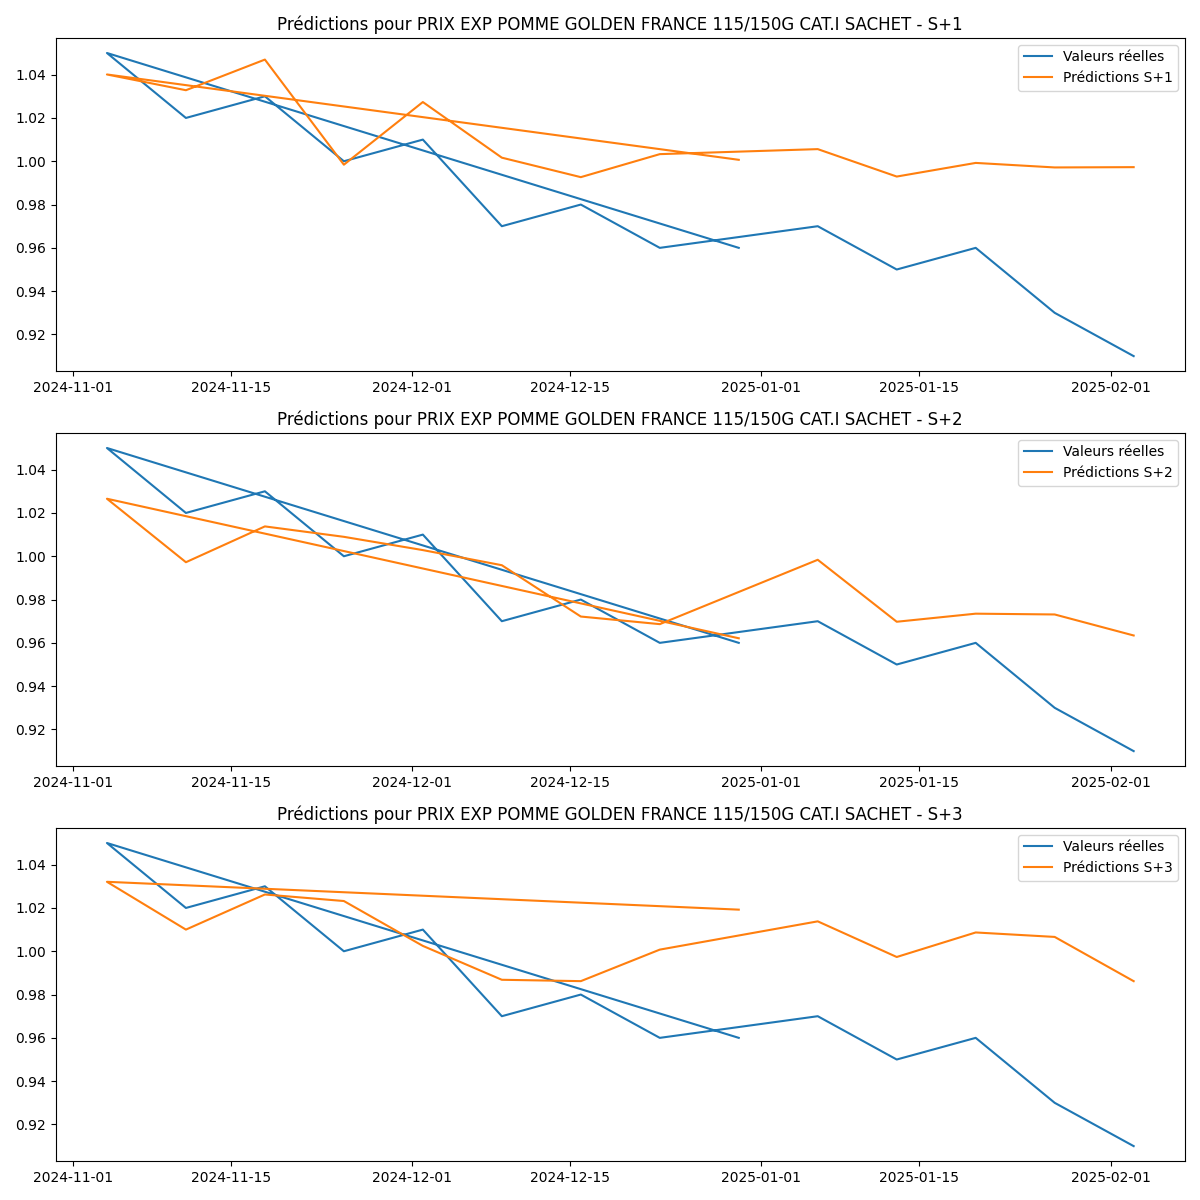 Prédictions pour PRIX EXP POMME GOLDEN FRANCE 115/150G CAT.I SACHET - S+1
Valeurs réelles
Prédictions S+1
1.04
1.02
1.00
0.98
0.96
0.94
0.92
2024-11-01 2024-11-15 2024-12-01 2024-12-15 2025-01-01 2025-01-15 2025-02-01
Prédictions pour PRIX EXP POMME GOLDEN FRANCE 115/150G CAT.I SACHET - S+2
Valeurs réelles
Prédictions S+2
1.04
1.02
1.00
0.98
0.96
0.94
0.92
2024-11-01 2024-11-15 2024-12-01 2024-12-15 2025-01-01 2025-01-15 2025-02-01
Prédictions pour PRIX EXP POMME GOLDEN FRANCE 115/150G CAT.I SACHET - S+3
Valeurs réelles
Prédictions S+3
1.04
1.02
1.00
0.98
0.96
0.94
0.92
2024-11-01 2024-11-15 2024-12-01 2024-12-15 2025-01-01 2025-01-15 2025-02-01